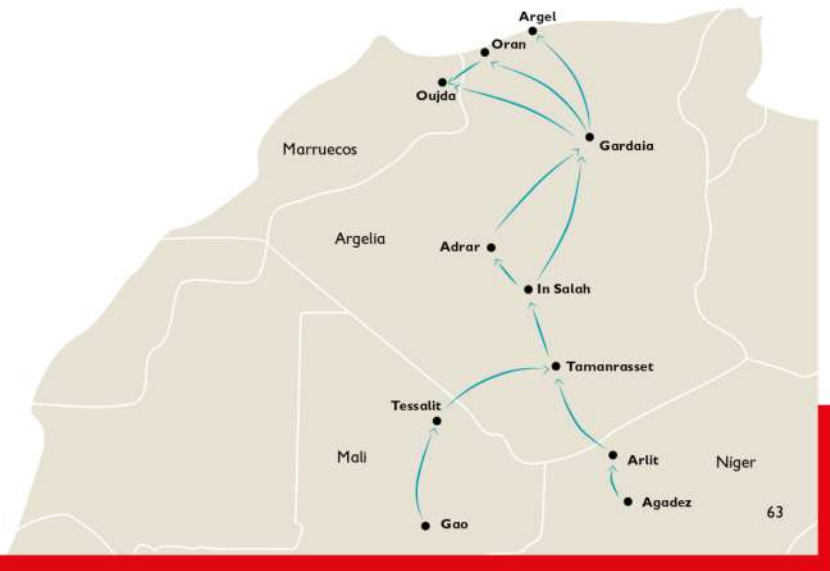 Argel
Oran
Oujda
Marruecos
Gardaia
Argelia
Adrar
In Salah
Tamanrasset
Tessalit
Mali
Arlit
Níger
Agadez
63
Gao